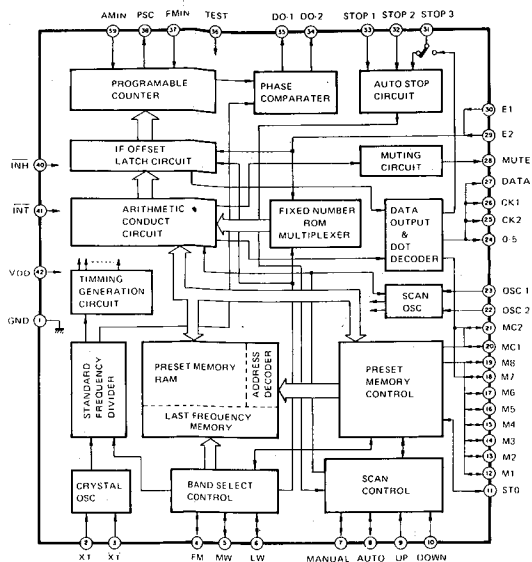 AMIN PSC FMIN TEST DO-1 DO-2 STOP 1 STOP 2 STOP 3
39 38 37 36 35 34 33 32 31
PROGRAMABLE
COUNTER
PHASE
COMPARATER
AUTO STOP
CIRCUIT
30 E1
29 E2
IF OFFSET
LATCH CIRCUIT
MUTING
CIRCUIT
28 MUTE
27 DATA
INH 40
26 CK1
25 CK2
24 0-5
INT 41
ARITHMETIC
CONDUCT
CIRCUIT
FIXED NUMBER
ROM
MULTIPLEXER
DATA
OUTPUT
&
DOT
DECODER
VDD 42
TIMMING
GENERATION
CIRCUIT
SCAN
OSC
23 OSC 1
22 OSC 2
GND 1
21 MC2
20 MC1
19 M8
18 M7
17 M6
16 M5
15 M4
14 M3
13 M2
12 M1
11 ST0
STANDARD
FREQUENCY
DIVIDER
PRESET MEMORY
RAM
ADDRESS
DECODER
LAST FREQUENCY
MEMORY
PRESET
MEMORY
CONTROL
CRYSTAL
OSC
BAND SELECT
CONTROL
SCAN
CONTROL
2 3 4 5 6 7 8 9 10
XT XT FM MW LW MANUAL AUTO UP DOWN